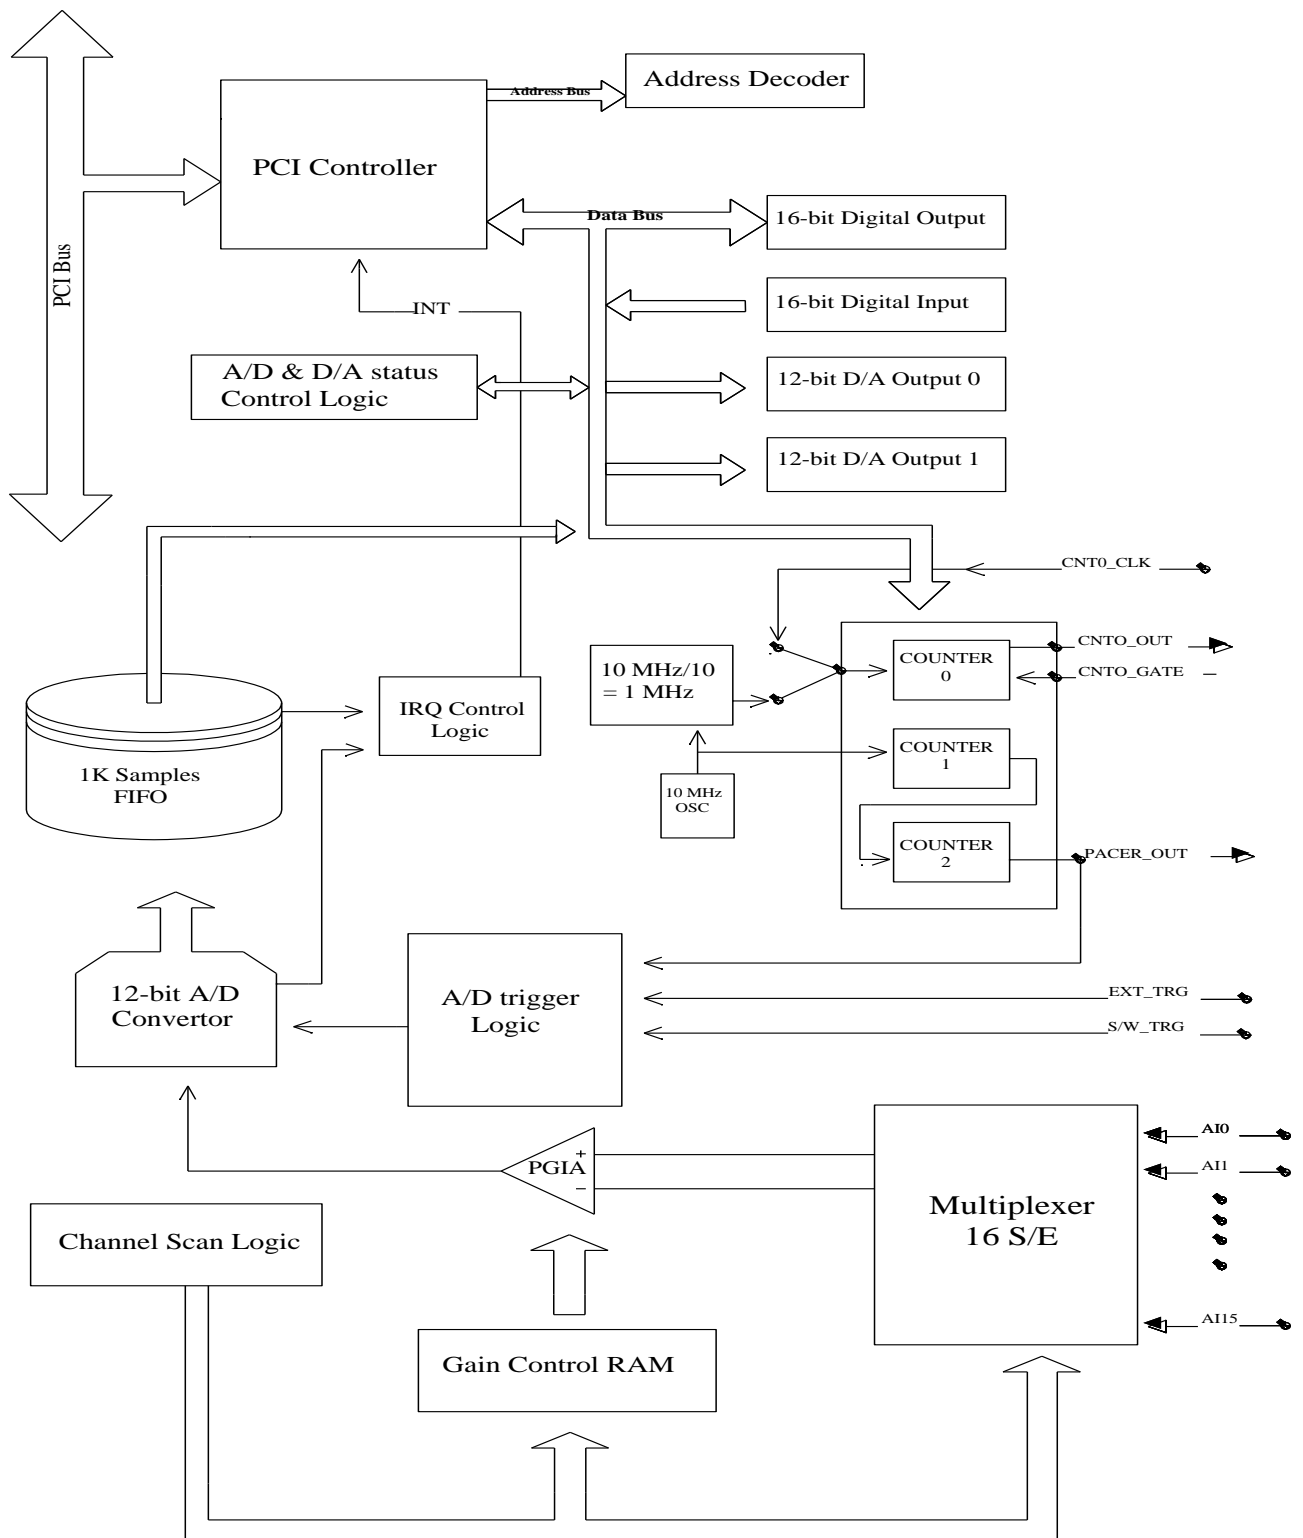 Address Decoder
Address Bus
PCI Controller
Data Bus
16-bit Digital Output
PCI Bus
INT
16-bit Digital Input
A/D & D/A status
Control Logic
12-bit D/A Output 0
12-bit D/A Output 1
CNT0_CLK
10 MHz/10
= 1 MHz
COUNTER
0
CNTO_OUT
CNTO_GATE
IRQ Control
Logic
COUNTER
1
1K Samples
FIFO
10 MHz
OSC
COUNTER
2
PACER_OUT
12-bit A/D
Convertor
A/D trigger
Logic
EXT_TRG
S/W_TRG
PGIA
+
−
Multiplexer
16 S/E
AI0
AI1
AI15
Channel Scan Logic
Gain Control RAM